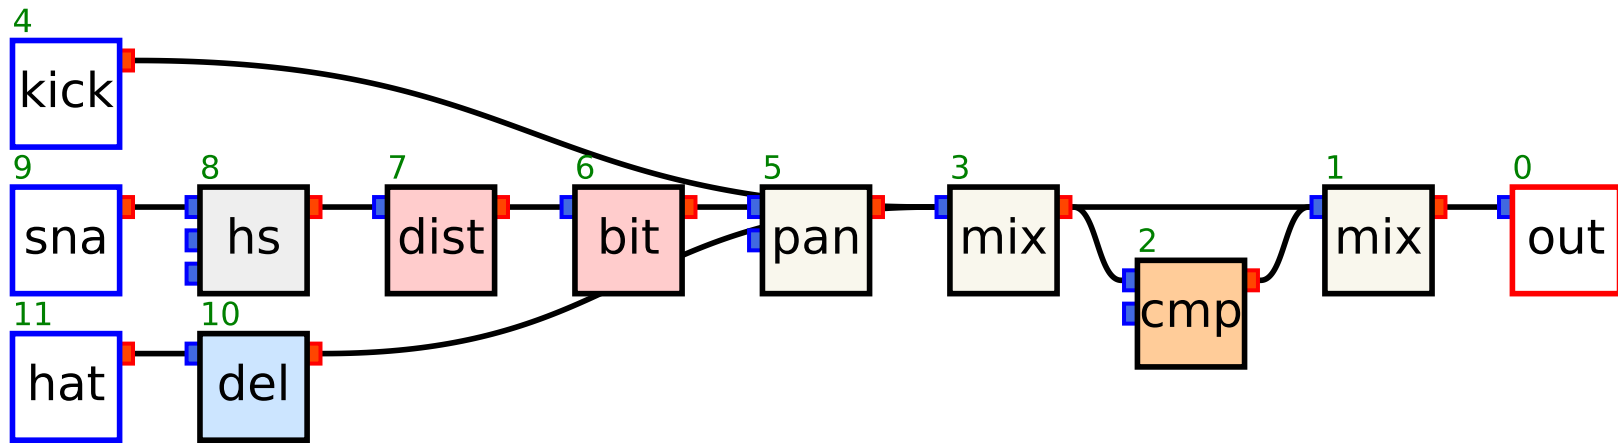 4
kick
9
sna
8
hs
7
dist
6
bit
5
pan
3
mix
2
cmp
1
mix
0
out
11
hat
10
del